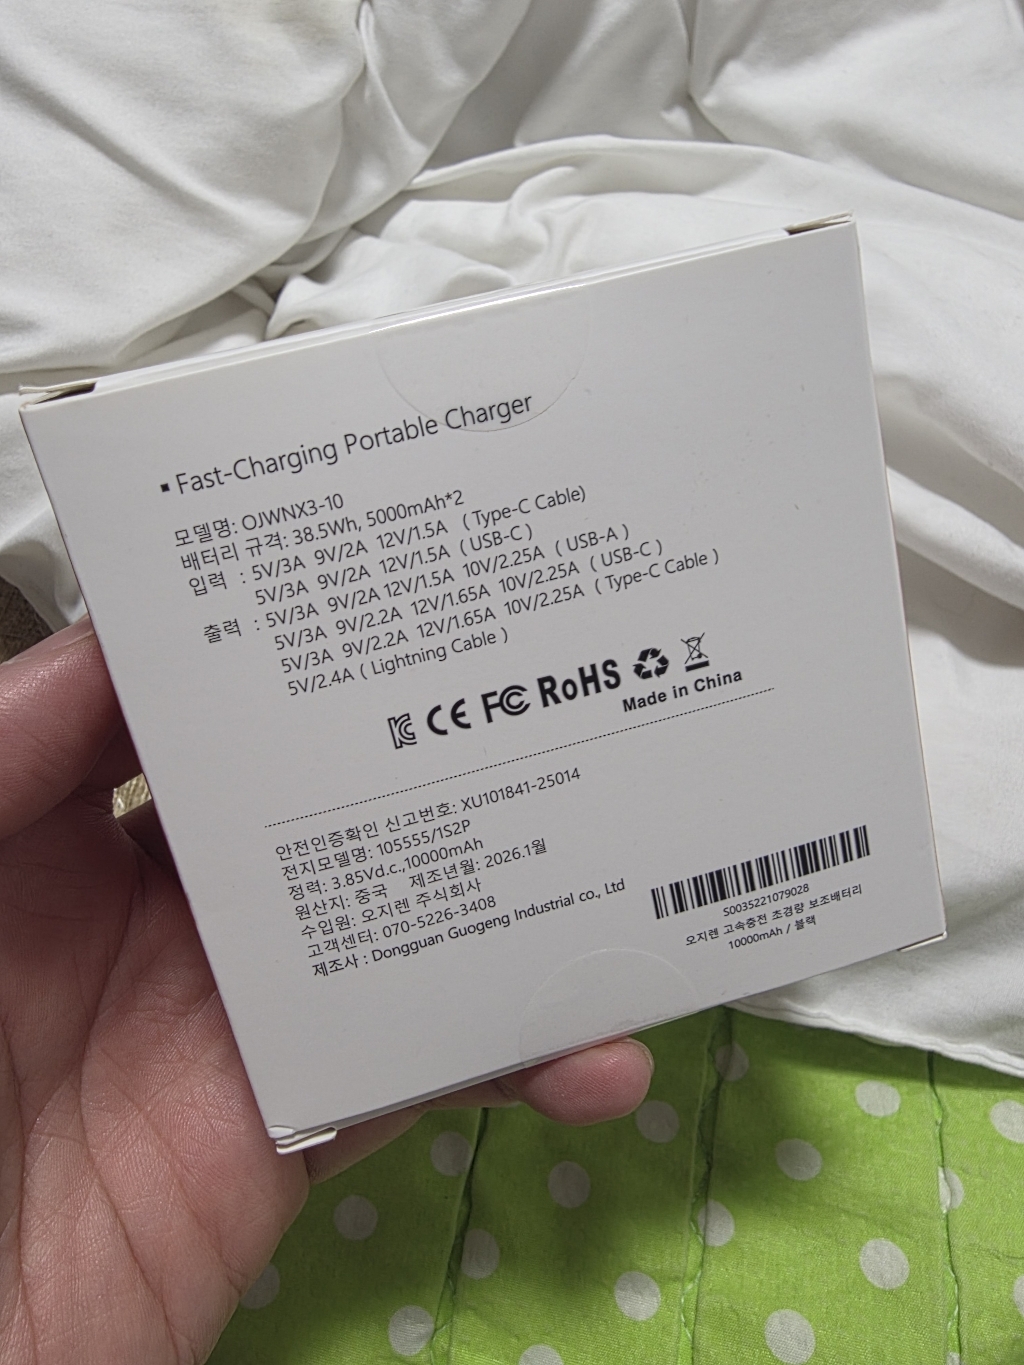 ▪ Fast-Charging Portable Charger
모델명: OJWNX3-10
배터리 규격: 38.5Wh, 5000mAh*2
입력 : 5V/3A 9V/2A 12V/1.5A ( Type-C Cable)
5V/3A 9V/2A 12V/1.5A ( USB-C )
출력 : 5V/3A 9V/2A 12V/1.5A 10V/2.25A ( USB-A )
5V/3A 9V/2.2A 12V/1.65A 10V/2.25A ( USB-C )
5V/3A 9V/2.2A 12V/1.65A 10V/2.25A ( Type-C Cable )
5V/2.4A ( Lightning Cable )
KC CE FC RoHS
Made in China
안전인증확인 신고번호: XU101841-25014
전지모델명: 105555/1S2P
정력: 3.85Vd.c.,10000mAh
원산지: 중국 제조년월: 2026.1월
수입원: 오지렌 주식회사
고객센터: 070-5226-3408
제조사 : Dongguan Guogeng Industrial co., Ltd
S0035221079028
오지렌 고속충전 초경량 보조배터리
10000mAh / 블랙